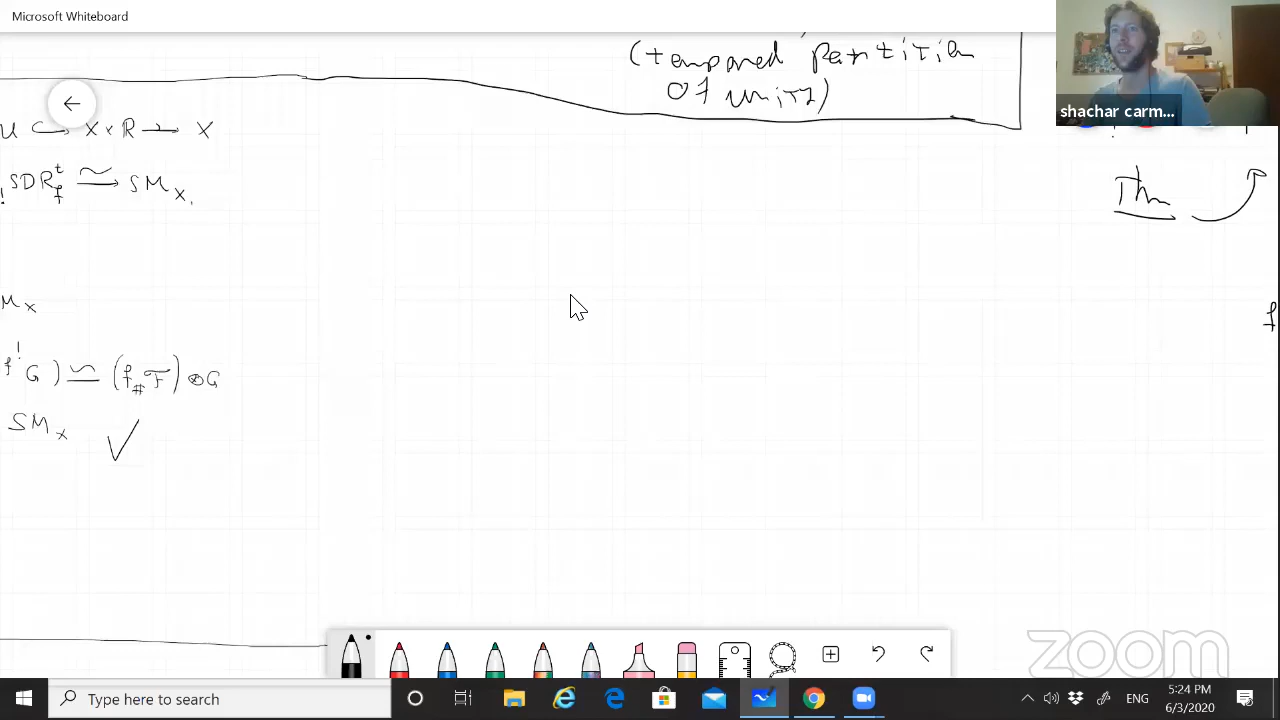 Microsoft Whiteboard
(tempered partition
of unity)
shachar carm...
U ↪ X × R → X
! SDR_f^t ⥲ SM_X.
Thm
M_X
f^! G) ≃ (f_# F) ⊗ G
f
SM_X ✓
zoom
Type here to search
ENG
5:24 PM
6/3/2020